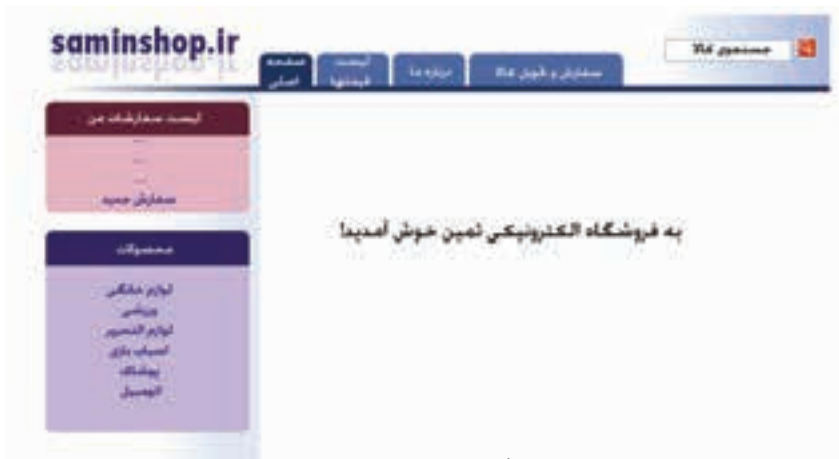 saminshop.ir
جستجوی کالا
صفحه اصلی
لیست قیمتها
درباره ما
سفارش و تحویل کالا
لیست سفارشات من
...
...
...
سفارش جدید
به فروشگاه الکترونیکی ثمین خوش آمدید!
محصولات
لوازم خانگی
ورزشی
لوازم التحریر
اسباب بازی
پوشاک
اتومبیل